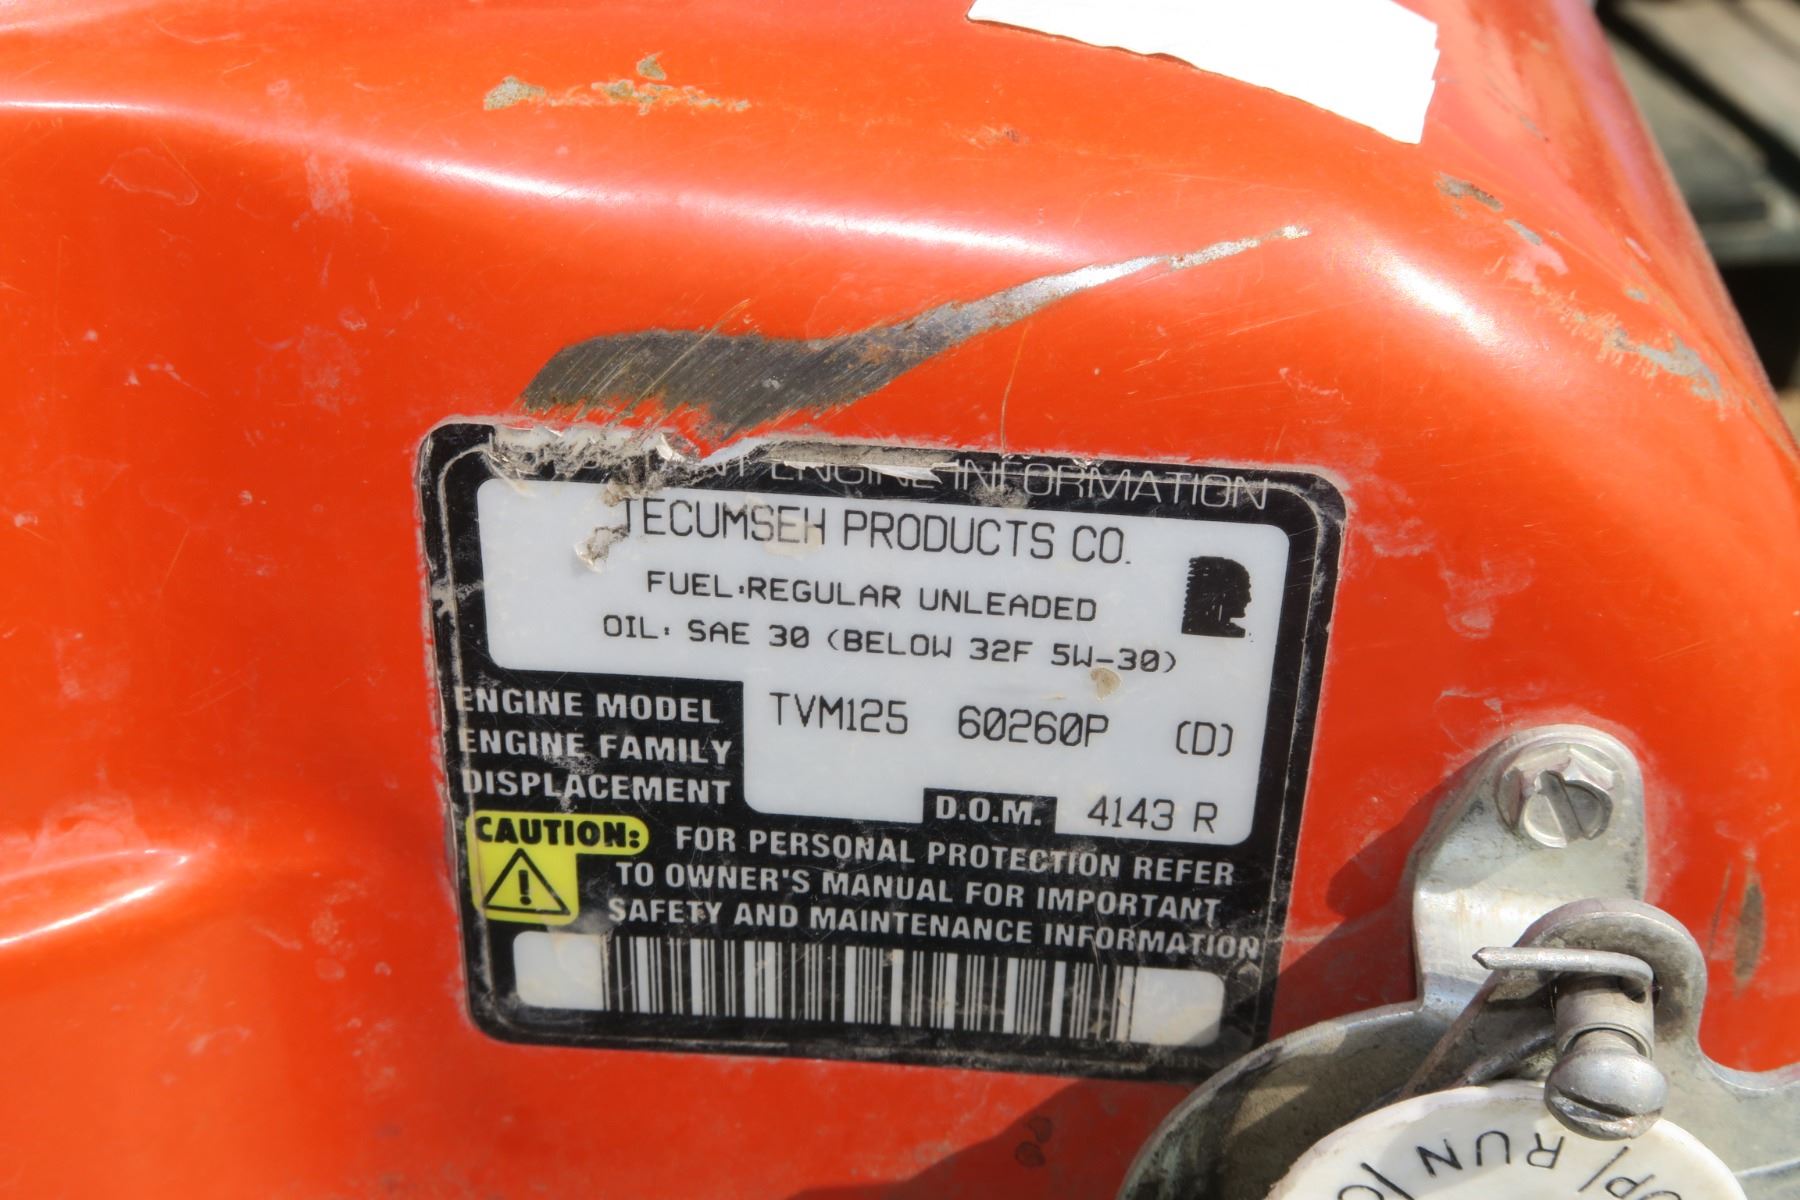 ENGINE INFORMATION
TECUMSEH PRODUCTS CO.
FUEL:REGULAR UNLEADED
OIL: SAE 30 (BELOW 32F 5W-30)
ENGINE MODEL TVM125 60260P (D)
ENGINE FAMILY
DISPLACEMENT
D.O.M. 4143 R
CAUTION: FOR PERSONAL PROTECTION REFER
TO OWNER'S MANUAL FOR IMPORTANT
SAFETY AND MAINTENANCE INFORMATION
RUN